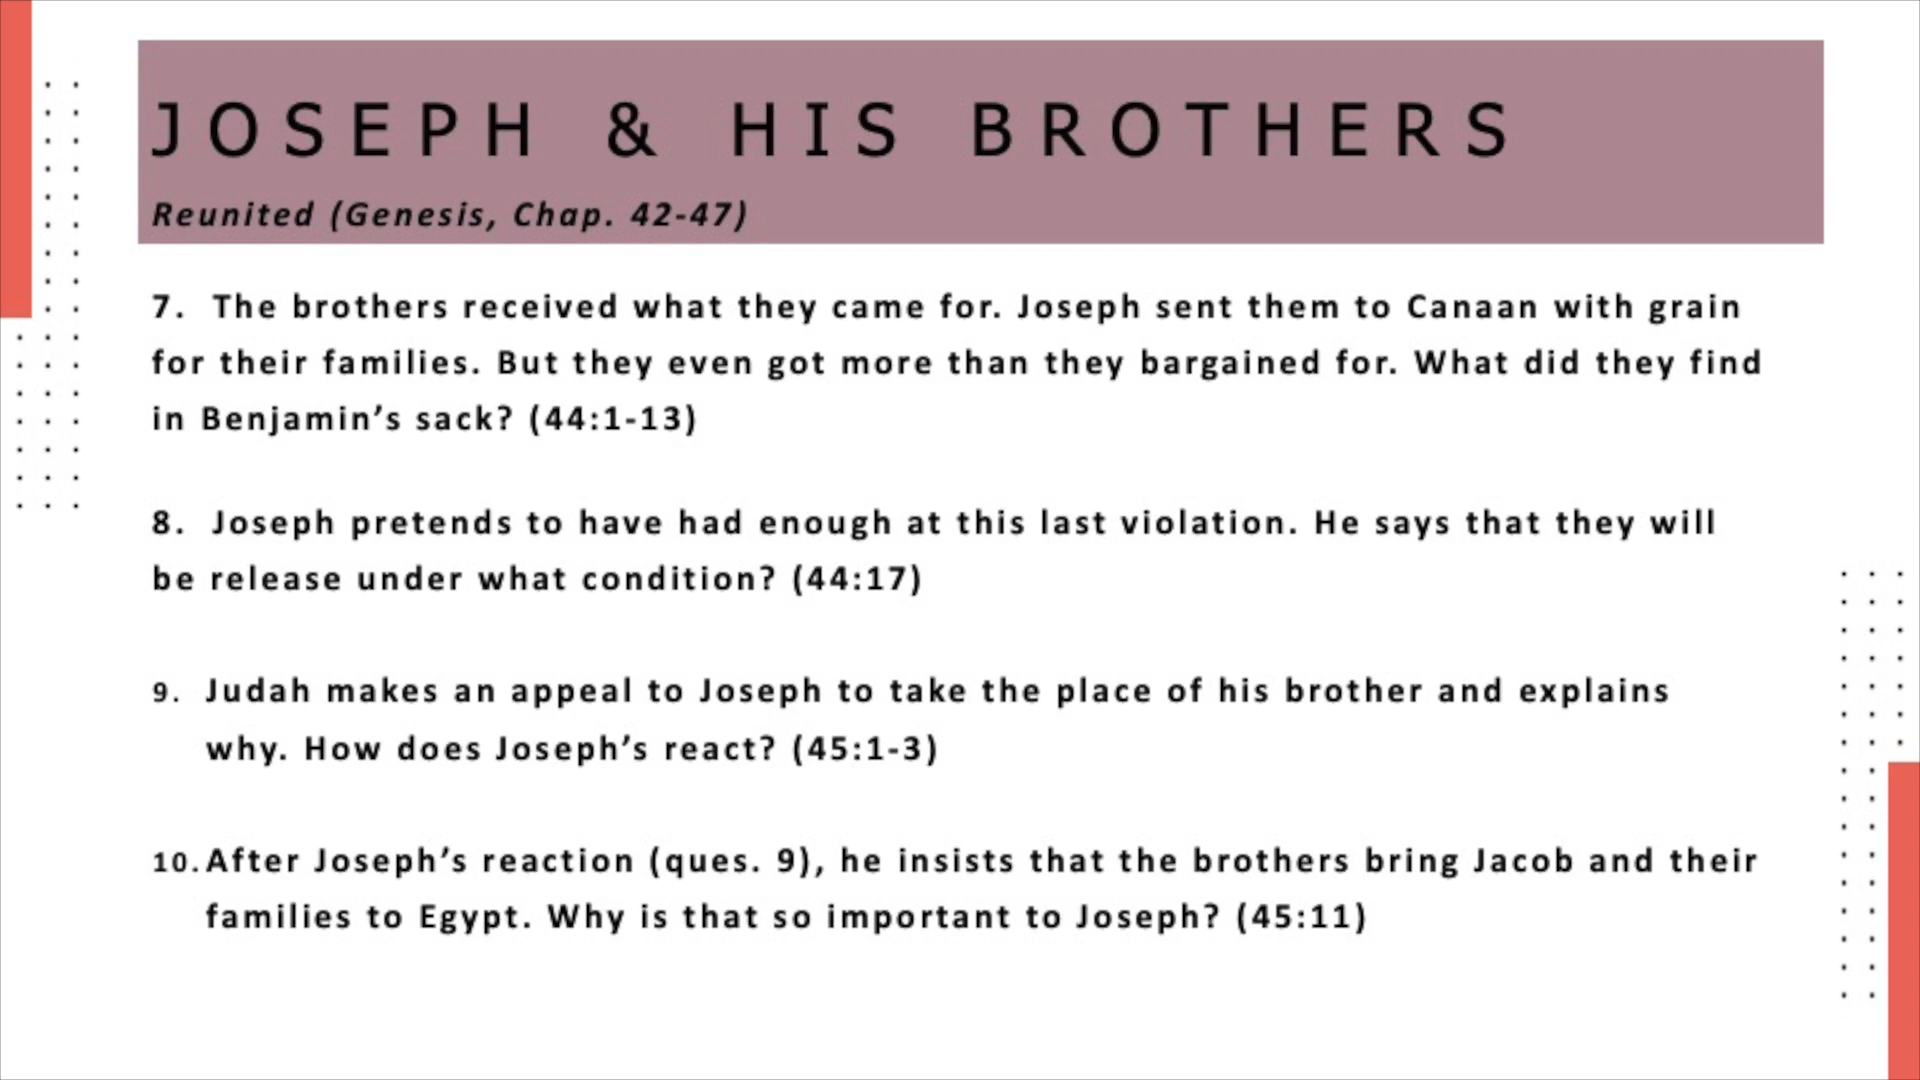 JOSEPH & HIS BROTHERS
Reunited (Genesis, Chap. 42-47)
7. The brothers received what they came for. Joseph sent them to Canaan with grain
for their families. But they even got more than they bargained for. What did they find
in Benjamin’s sack? (44:1-13)
8. Joseph pretends to have had enough at this last violation. He says that they will
be release under what condition? (44:17)
9. Judah makes an appeal to Joseph to take the place of his brother and explains
why. How does Joseph’s react? (45:1-3)
10. After Joseph’s reaction (ques. 9), he insists that the brothers bring Jacob and their
families to Egypt. Why is that so important to Joseph? (45:11)